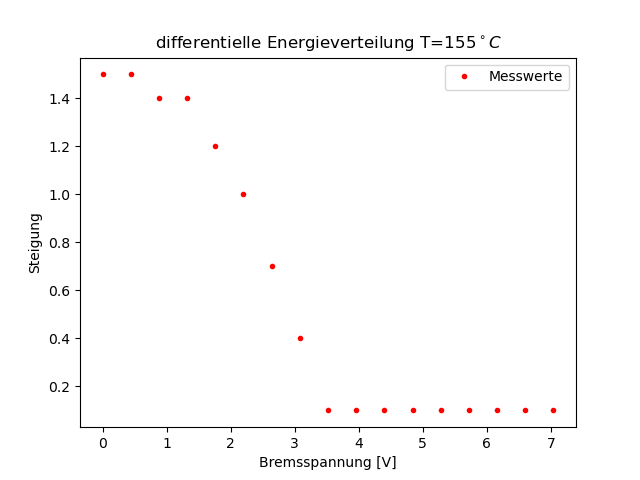 differentielle Energieverteilung T=155°C
Messwerte
Steigung
1.4
1.2
1.0
0.8
0.6
0.4
0.2
0 1 2 3 4 5 6 7
Bremsspannung [V]